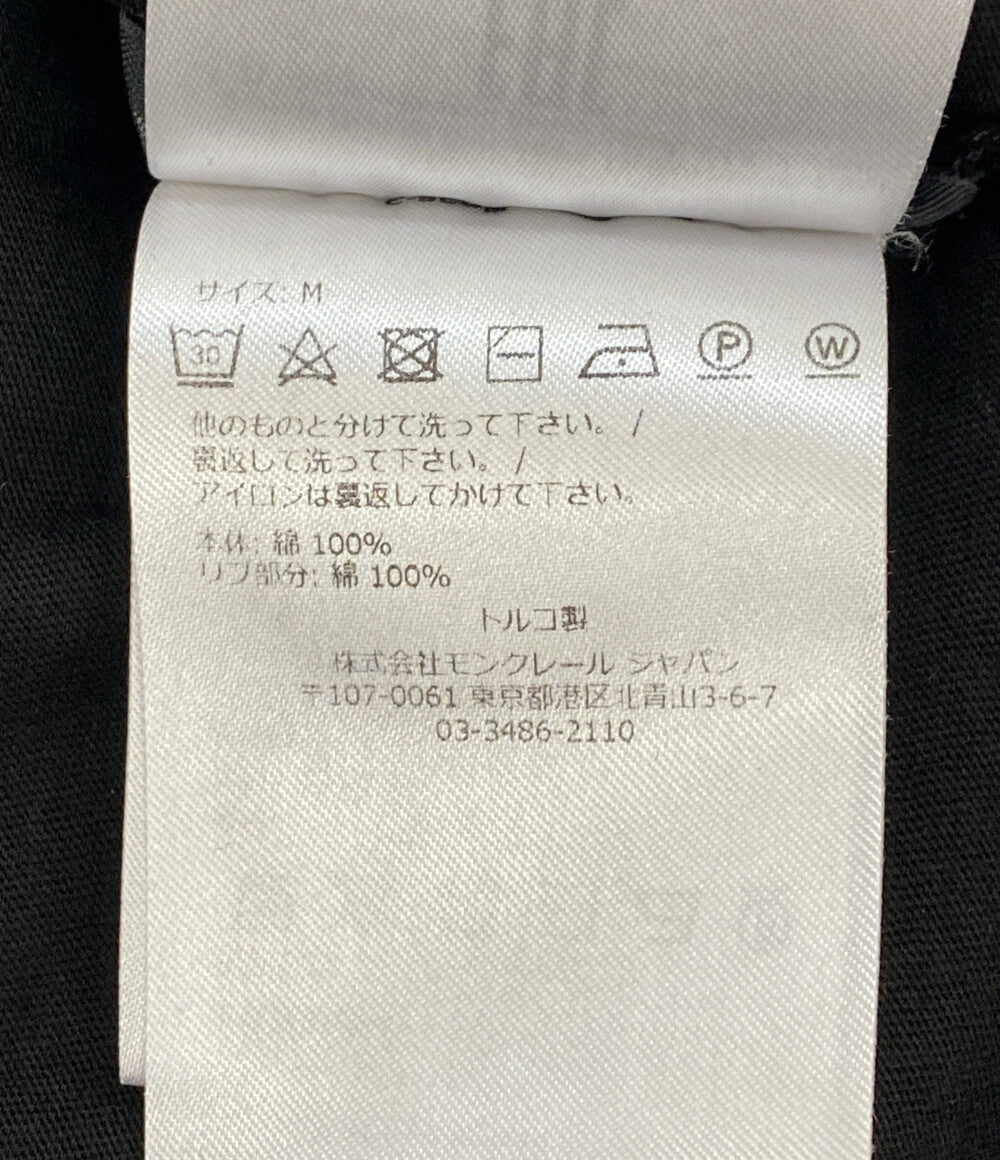 サイズ: M
30
P
W
他のものと分けて洗って下さい。 /
裏返して洗って下さい。 /
アイロンは裏返してかけて下さい。
本体: 綿 100%
リブ部分: 綿 100%
トルコ製
株式会社モンクレール ジャパン
〒107-0061 東京都港区北青山3-6-7
03-3486-2110